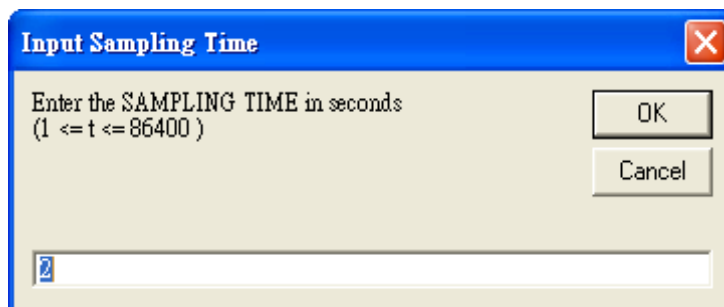 Input Sampling Time
Enter the SAMPLING TIME in seconds
(1 <= t <= 86400 )
OK
Cancel
2